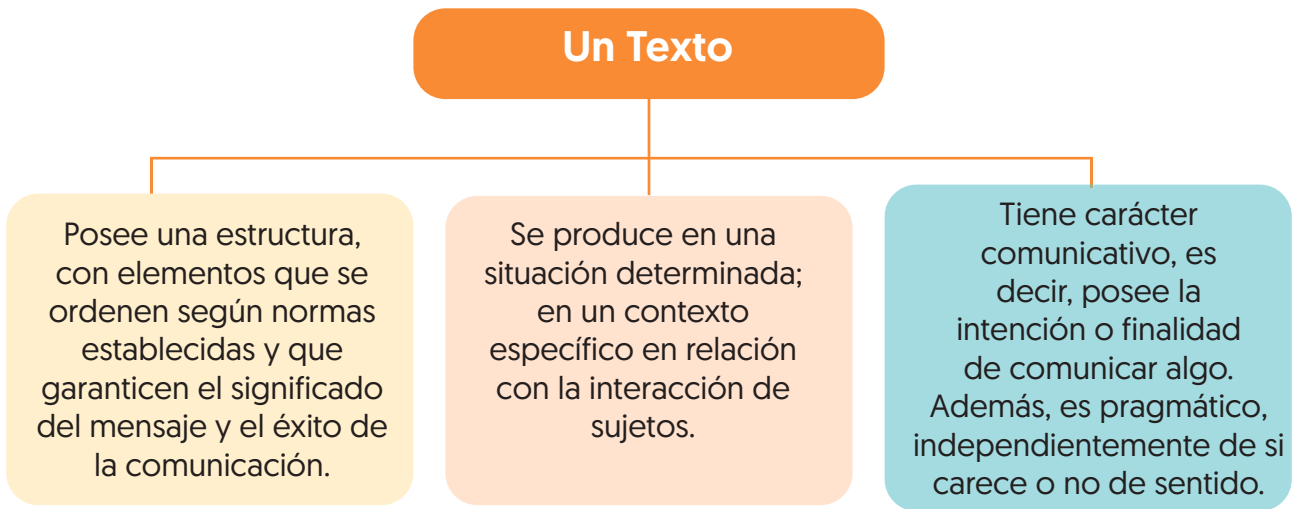 Un Texto
Posee una estructura,
con elementos que se
ordenen según normas
establecidas y que
garanticen el significado
del mensaje y el éxito de
la comunicación.
Se produce en una
situación determinada;
en un contexto
específico en relación
con la interacción de
sujetos.
Tiene carácter
comunicativo, es
decir, posee la
intención o finalidad
de comunicar algo.
Además, es pragmático,
independientemente de si
carece o no de sentido.